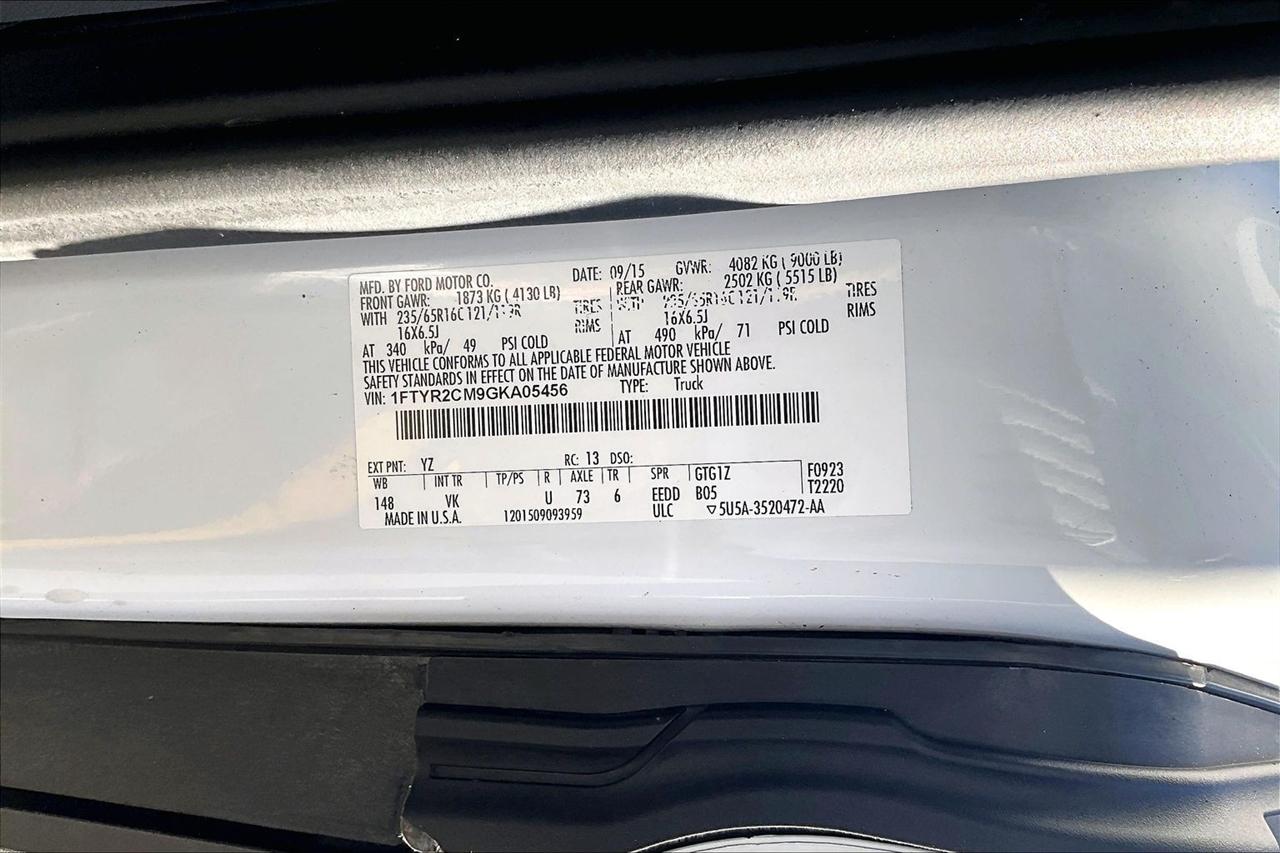 MFD. BY FORD MOTOR CO. DATE: 09/15 GVWR: 4082 KG ( 9000 LB)
FRONT GAWR: 1873 KG ( 4130 LB) REAR GAWR: 2502 KG ( 5515 LB)
WITH 235/65R16C TIRES WITH 235/65R16C TIRES
16X6.5J RIMS 16X6.5J RIMS
AT 340 kPa/ 49 PSI COLD AT 490 kPa/ 71 PSI COLD
THIS VEHICLE CONFORMS TO ALL APPLICABLE FEDERAL MOTOR VEHICLE
SAFETY STANDARDS IN EFFECT ON THE DATE OF MANUFACTURE SHOWN ABOVE.
VIN: 1FTYR2CM9GKA05456 TYPE: Truck
EXT PNT: YZ RC: 13 DSO:
WB INT TR TP/PS R AXLE TR SPR GTG1Z F0923
148 VK U 73 6 EEDD B05 T2220
MADE IN U.S.A. 1201509093959 ULC ▽5U5A-3520472-AA